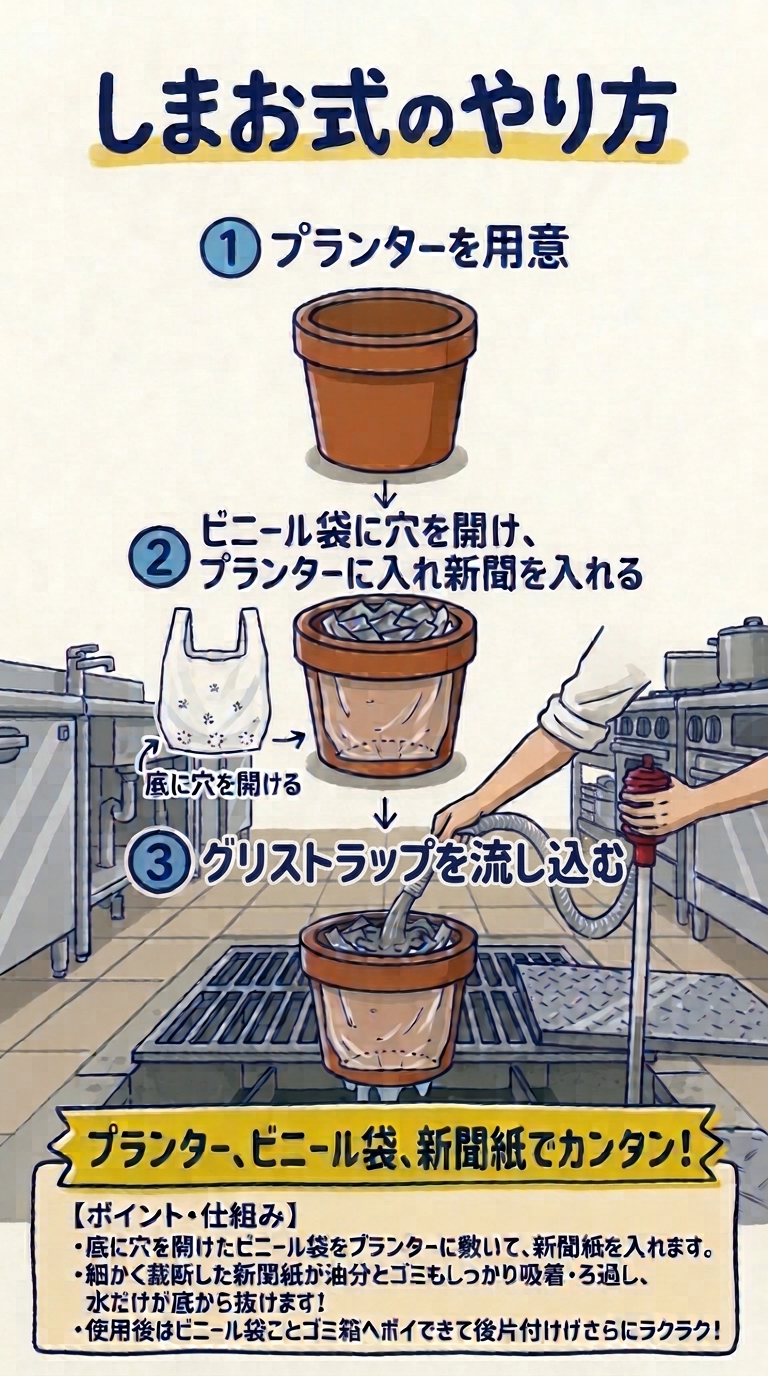 しまお式のやり方
1 プランターを用意
2 ビニール袋に穴を開け、
プランターに入れ新聞を入れる
底に穴を開ける
3 グリストラップを流し込む
プランター、ビニール袋、新聞紙でカンタン!
【ポイント・仕組み】
・底に穴を開けたビニール袋をプランターに敷いて、新聞紙を入れます。
・細かく裁断した新聞紙が油分とゴミもしっかり吸着・ろ過し、
水だけが底から抜けます!
・使用後はビニール袋ごとゴミ箱へポイできて後片付けげさらにラクラク!